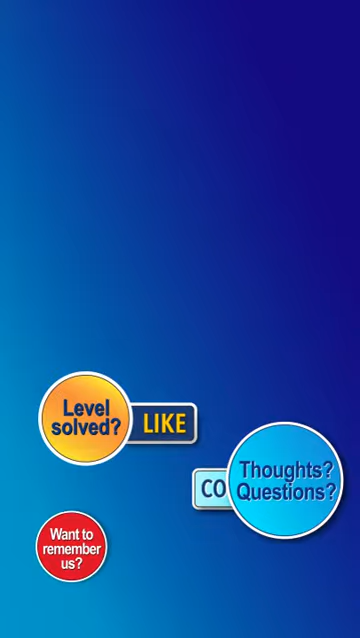 Level
solved?
LIKE
Thoughts?
Questions?
CO
Want to
remember
us?